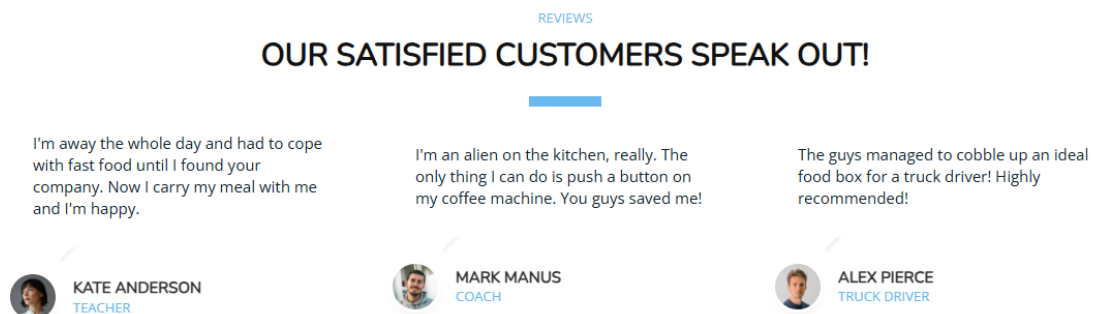 REVIEWS
OUR SATISFIED CUSTOMERS SPEAK OUT!
I'm away the whole day and had to cope
with fast food until I found your
company. Now I carry my meal with me
and I'm happy.
KATE ANDERSON
TEACHER
I'm an alien on the kitchen, really. The
only thing I can do is push a button on
my coffee machine. You guys saved me!
MARK MANUS
COACH
The guys managed to cobble up an ideal
food box for a truck driver! Highly
recommended!
ALEX PIERCE
TRUCK DRIVER